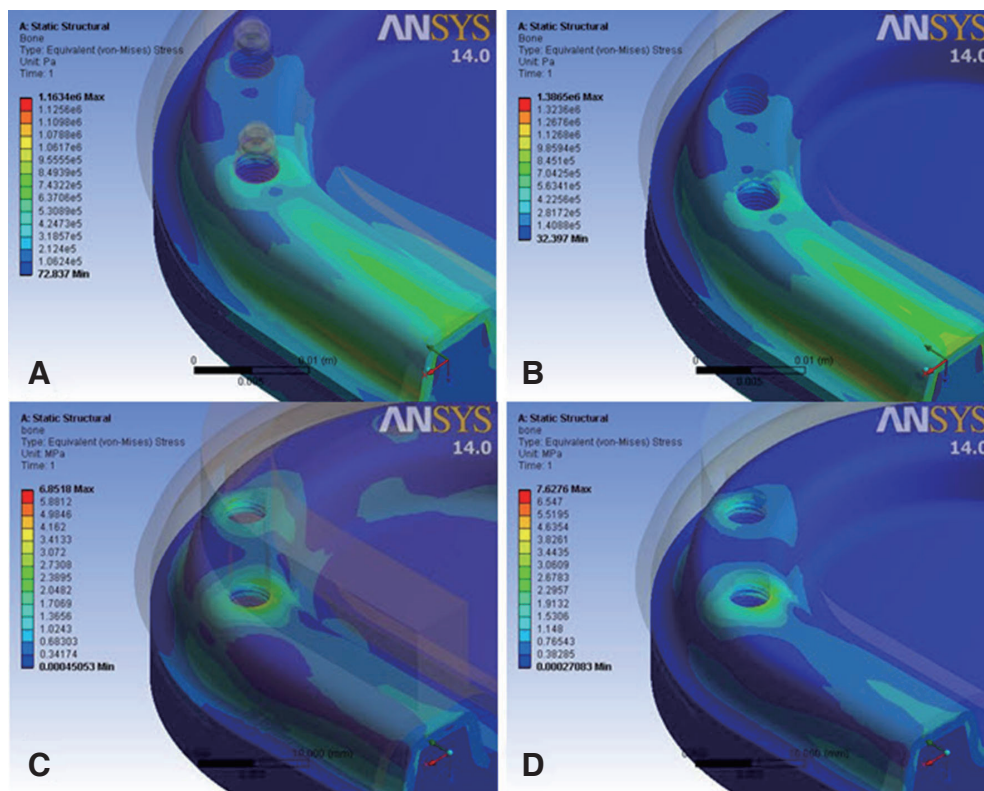 A: Static Structural
Bone
Type: Equivalent (von-Mises) Stress
Unit: Pa
Time: 1
ANSYS
14.0
1.1634e6 Max
1.1256e6
1.1098e6
1.0788e6
1.0617e6
9.5555e5
8.4939e5
7.4322e5
6.3706e5
5.3089e5
4.2473e5
3.1857e5
2.124e5
1.0624e5
72.837 Min
0
0.01 (m)
0.005
A
A: Static Structural
Bone
Type: Equivalent (von-Mises) Stress
Unit: Pa
Time: 1
ANSYS
14.0
1.3865e6 Max
1.3236e6
1.2676e6
1.1268e6
9.8594e5
8.451e5
7.0425e5
5.6341e5
4.2256e5
2.8172e5
1.4088e5
32.397 Min
0
0.01 (m)
0.005
B
A: Static Structural
bone
Type: Equivalent (von-Mises) Stress
Unit: MPa
Time: 1
ANSYS
14.0
6.8518 Max
5.8812
4.9846
4.162
3.4133
3.072
2.7308
2.3895
2.0482
1.7069
1.3656
1.0243
0.68303
0.34174
0.00045053 Min
(mm)
C
A: Static Structural
bone
Type: Equivalent (von-Mises) Stress
Unit: MPa
Time: 1
ANSYS
14.0
7.6276 Max
6.547
5.5195
4.6354
3.8261
3.4435
3.0609
2.6783
2.2957
1.9132
1.5306
1.148
0.76543
0.38285
0.00027083 Min
(mm)
D